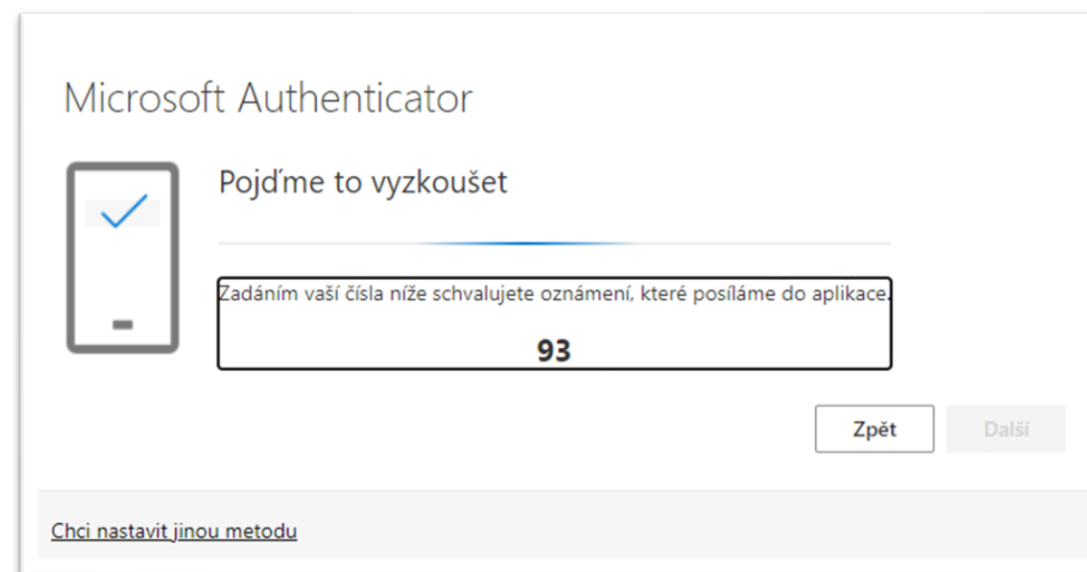 Microsoft Authenticator
Pojďme to vyzkoušet
Zadáním vaší čísla níže schvalujete oznámení, které posíláme do aplikace.
93
Zpět
Další
Chci nastavit jinou metodu